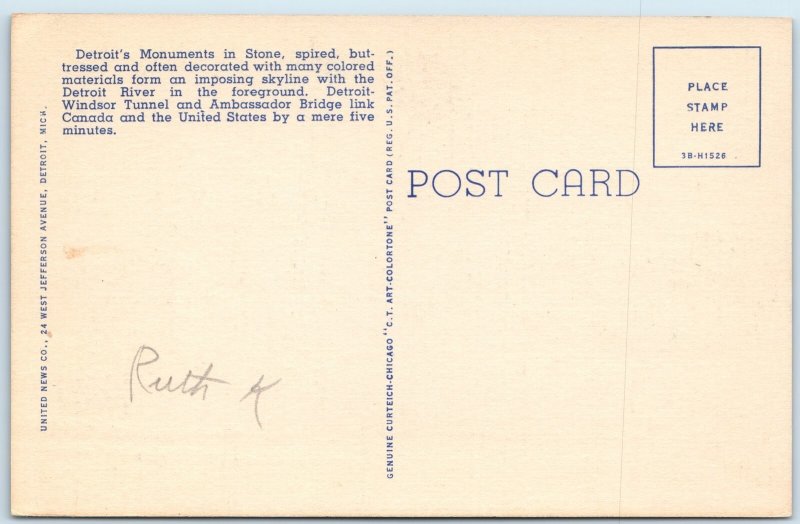 Detroit's Monuments in Stone, spired, but-
tressed and often decorated with many colored
materials form an imposing skyline with the
Detroit River in the foreground. Detroit-
Windsor Tunnel and Ambassador Bridge link
Canada and the United States by a mere five
minutes.
UNITED NEWS CO., 24 WEST JEFFERSON AVENUE, DETROIT, MICH.
Ruth K
GENUINE CURTEICH-CHICAGO "C.T. ART-COLORTONE" POST CARD (REG. U.S. PAT. OFF.)
POST CARD
PLACE
STAMP
HERE
3B-H1526